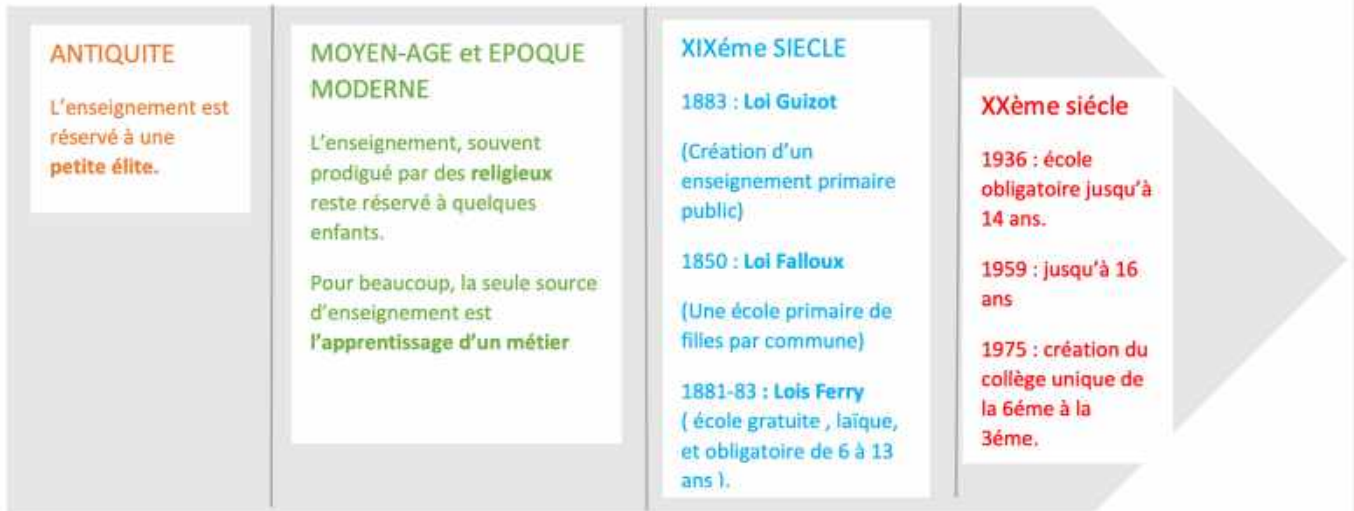 ANTIQUITE
L'enseignement est
réservé à une
petite élite.
MOYEN-AGE et EPOQUE
MODERNE
L'enseignement, souvent
prodigué par des religieux
reste réservé à quelques
enfants.
Pour beaucoup, la seule source
d'enseignement est
l'apprentissage d'un métier
XIXéme SIECLE
1883 : Loi Guizot
(Création d'un
enseignement primaire
public)
1850 : Loi Falloux
(Une école primaire de
filles par commune)
1881-83 : Lois Ferry
( école gratuite , laïque,
et obligatoire de 6 à 13
ans ).
XXème siécle
1936 : école
obligatoire jusqu'à
14 ans.
1959 : jusqu'à 16
ans
1975 : création du
collège unique de
la 6éme à la
3éme.